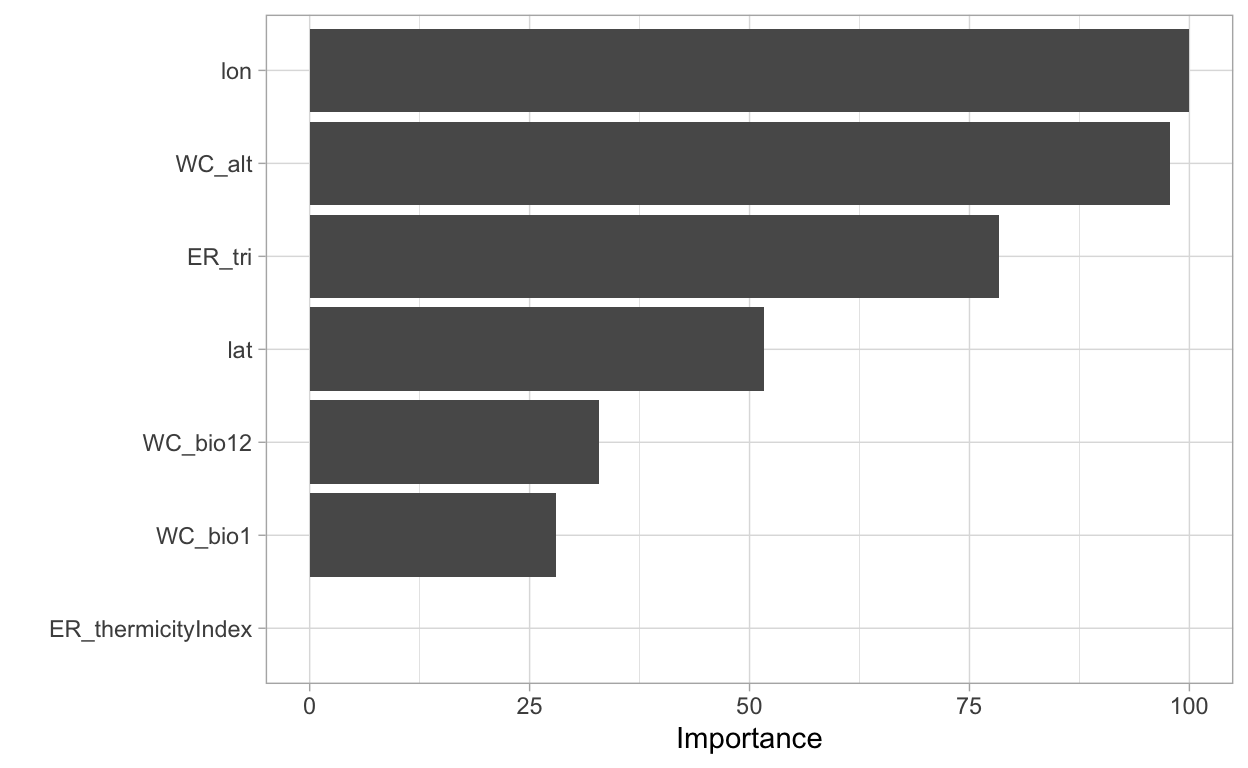 lon
WC_alt
ER_tri
lat
WC_bio12
WC_bio1
ER_thermicityIndex
0 25 50 75 100
Importance